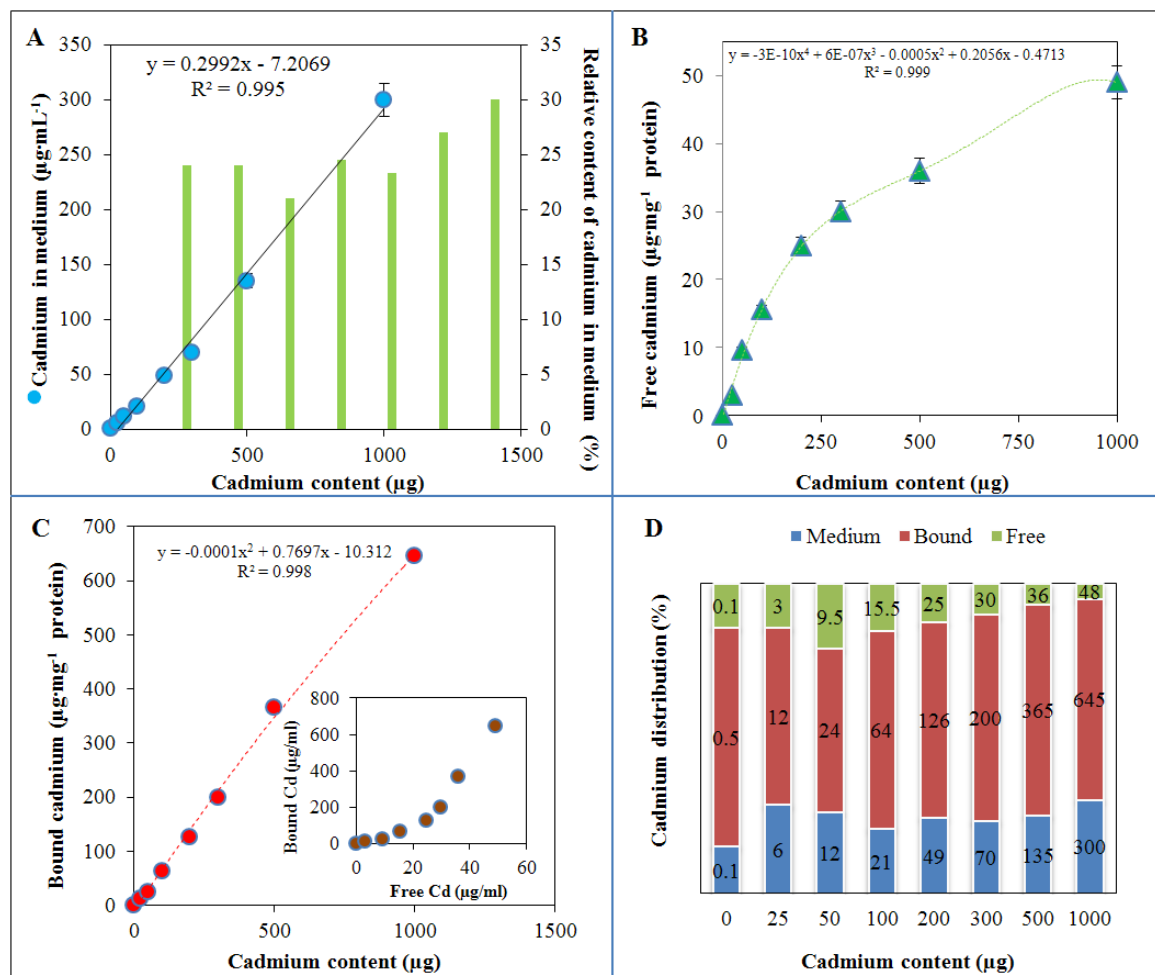 A
y = 0.2992x - 7.2069
R² = 0.995
Cadmium in medium (µg·mL⁻¹)
350
300
250
200
150
100
50
0
35
30
25
20
15
10
5
0
Relative content of cadmium in medium (%)
0 500 1000 1500
Cadmium content (µg)
B
y = -3E-10x⁴ + 6E-07x³ - 0.0005x² + 0.2056x - 0.4713
R² = 0.999
Free cadmium (µg·mg⁻¹ protein)
50
40
30
20
10
0
0 250 500 750 1000
Cadmium content (µg)
C
y = -0.0001x² + 0.7697x - 10.312
R² = 0.998
Bound cadmium (µg·mg⁻¹ protein)
700
600
500
400
300
200
100
0
Bound Cd (µg/ml)
800
600
400
200
0
0 20 40 60
Free Cd (µg/ml)
0 500 1000 1500
Cadmium content (µg)
D
Medium Bound Free
Cadmium distribution (%)
0.1 3 9.5 15.5 25 30 36 48
0.5 12 24 64 126 200 365 645
0.1 6 12 21 49 70 135 300
0 25 50 100 200 300 500 1000
Cadmium content (µg)